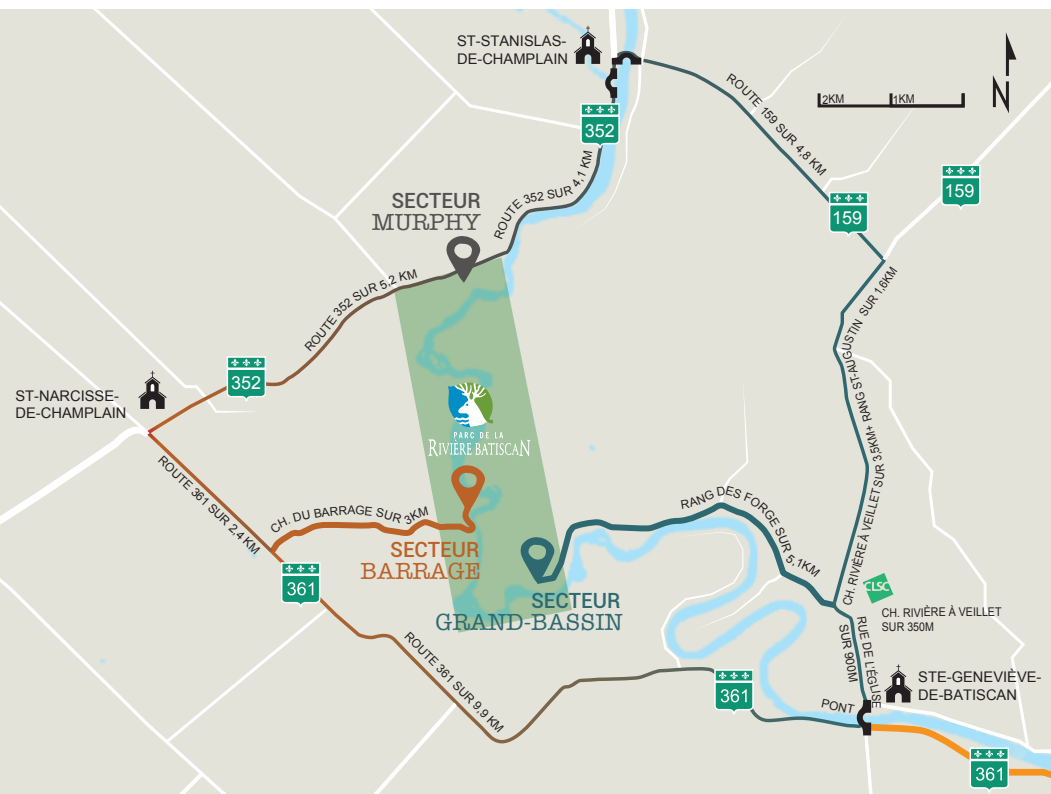 ST-STANISLAS-
DE-CHAMPLAIN
N
2KM
1KM
352
ROUTE 159 SUR 4,8 KM
159
159
ROUTE 352 SUR 4,1 KM
SECTEUR
MURPHY
ROUTE 352 SUR 5,2 KM
352
ST-NARCISSE-
DE-CHAMPLAIN
PARC DE LA
RIVIÈRE BATISCAN
CH. RIVIÈRE À VEILLET SUR 3,5KM+ RANG ST-AUGUSTIN SUR 1,6KM
ROUTE 361 SUR 2,4 KM
CH. DU BARRAGE SUR 3KM
SECTEUR
BARRAGE
RANG DES FORGE SUR 5,1KM
361
SECTEUR
GRAND-BASSIN
CLSC
CH. RIVIÈRE À VEILLET
SUR 350M
RUE DE L'ÉGLISE
SUR 900M
ROUTE 361 SUR 9,9 KM
361
PONT
STE-GENEVIÈVE-
DE-BATISCAN
361